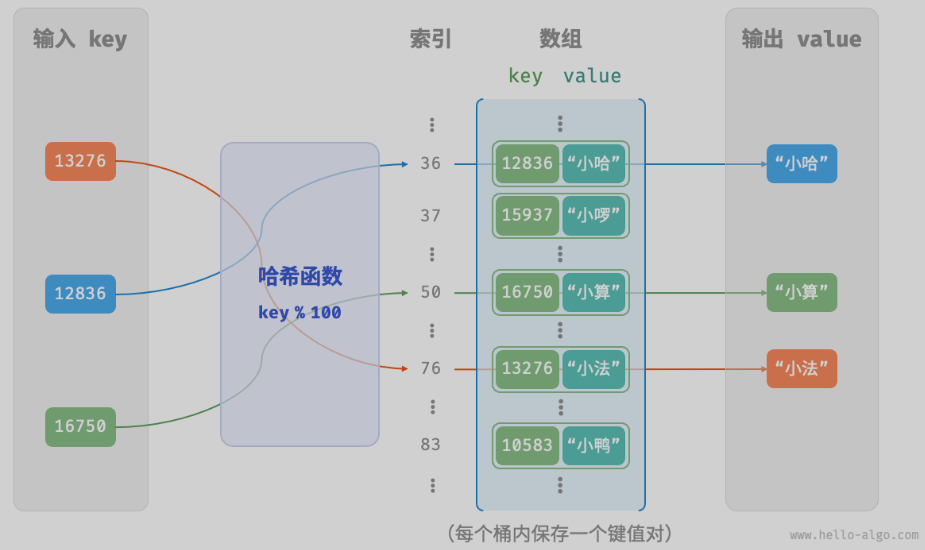 输入 key
索引
数组
输出 value
key value
13276
36
12836 “小哈”
“小哈”
37
15937 “小啰”
哈希函数
key % 100
12836
50
16750 “小算”
“小算”
76
13276 “小法”
“小法”
16750
83
10583 “小鸭”
(每个桶内保存一个键值对)
www.hello-algo.com